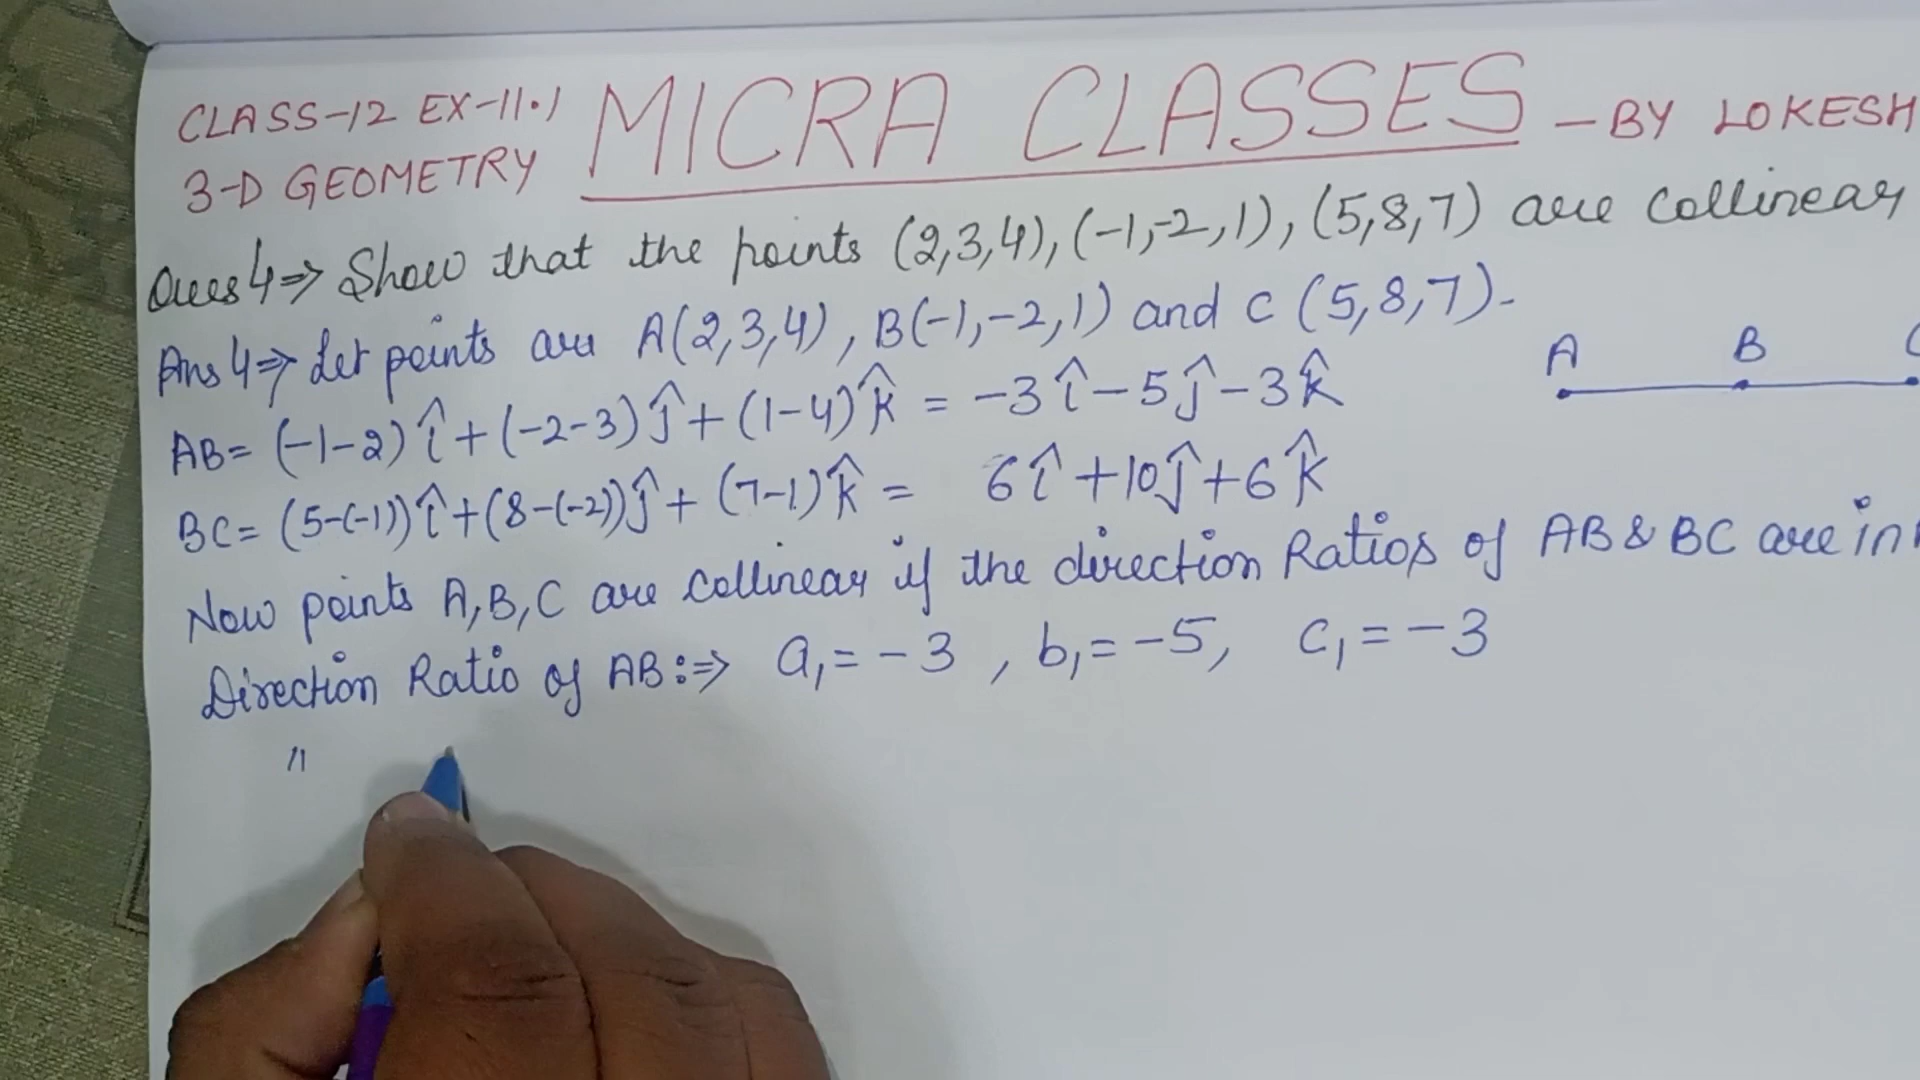 CLASS-12 EX-11.1
3-D GEOMETRY
MICRA CLASSES
- BY LOKESH
Ques 4⇒ Show that the points (2,3,4), (-1,-2,1), (5,8,7) are collinear
Ans 4⇒ Let points are A(2,3,4), B(-1,-2,1) and C (5,8,7).
A B C
AB= (-1-2)î+(-2-3)ĵ+(1-4)k̂ = -3î-5ĵ-3k̂
BC= (5-(-1))î+(8-(-2))ĵ+(7-1)k̂ = 6î+10ĵ+6k̂
Now points A,B,C are collinear if the direction Ratios of AB & BC are in
Direction Ratio of AB:⇒ a₁=-3, b₁=-5, c₁=-3
"